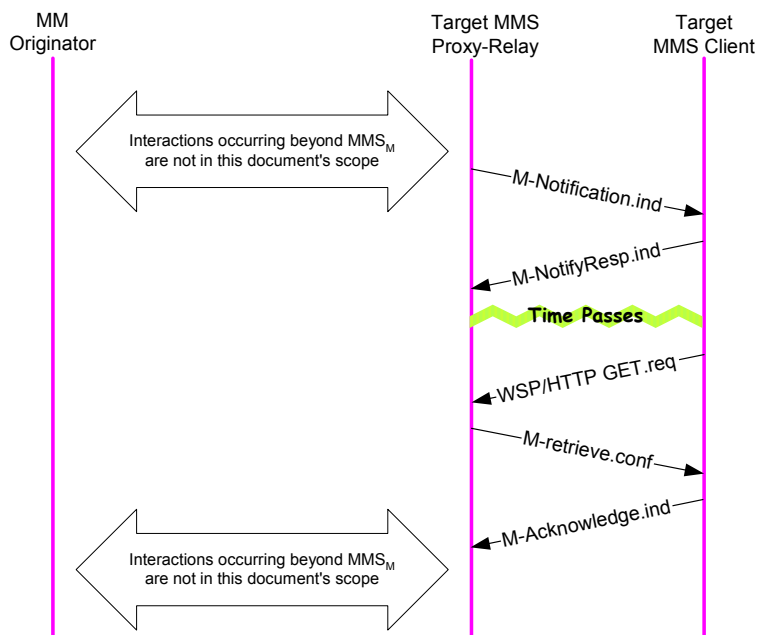 MM
Originator
Target MMS
Proxy-Relay
Target
MMS Client
Interactions occurring beyond MMSM
are not in this document's scope
M-Notification.ind
M-NotifyResp.ind
Time Passes
WSP/HTTP GET.req
M-retrieve.conf
M-Acknowledge.ind
Interactions occurring beyond MMSM
are not in this document's scope